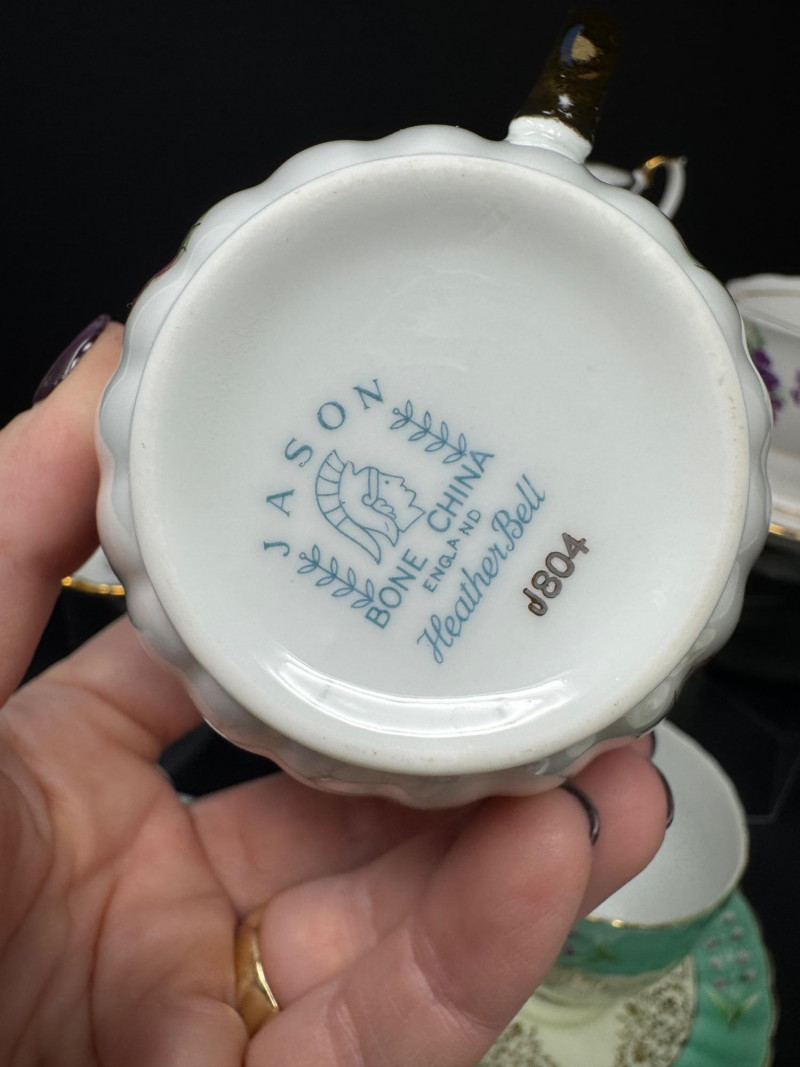 JASON
BONE CHINA
ENGLAND
Heather Bell
J804